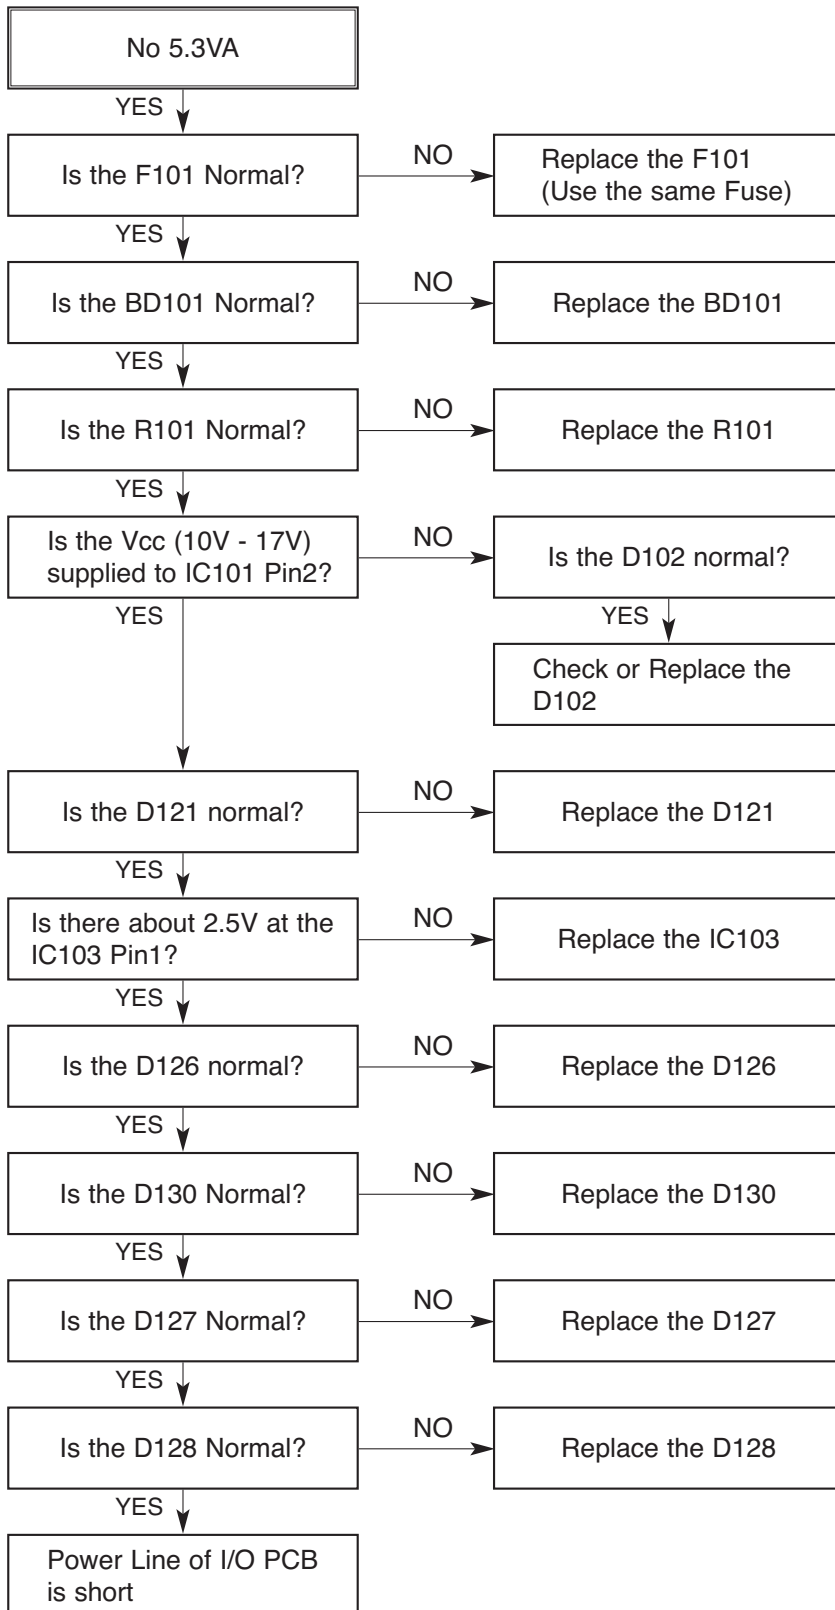 No 5.3VA
YES
Is the F101 Normal?
NO
Replace the F101
(Use the same Fuse)
YES
Is the BD101 Normal?
NO
Replace the BD101
YES
Is the R101 Normal?
NO
Replace the R101
YES
Is the Vcc (10V - 17V)
supplied to IC101 Pin2?
NO
Is the D102 normal?
YES
YES
Check or Replace the
D102
Is the D121 normal?
NO
Replace the D121
YES
Is there about 2.5V at the
IC103 Pin1?
NO
Replace the IC103
YES
Is the D126 normal?
NO
Replace the D126
YES
Is the D130 Normal?
NO
Replace the D130
YES
Is the D127 Normal?
NO
Replace the D127
YES
Is the D128 Normal?
NO
Replace the D128
YES
Power Line of I/O PCB
is short